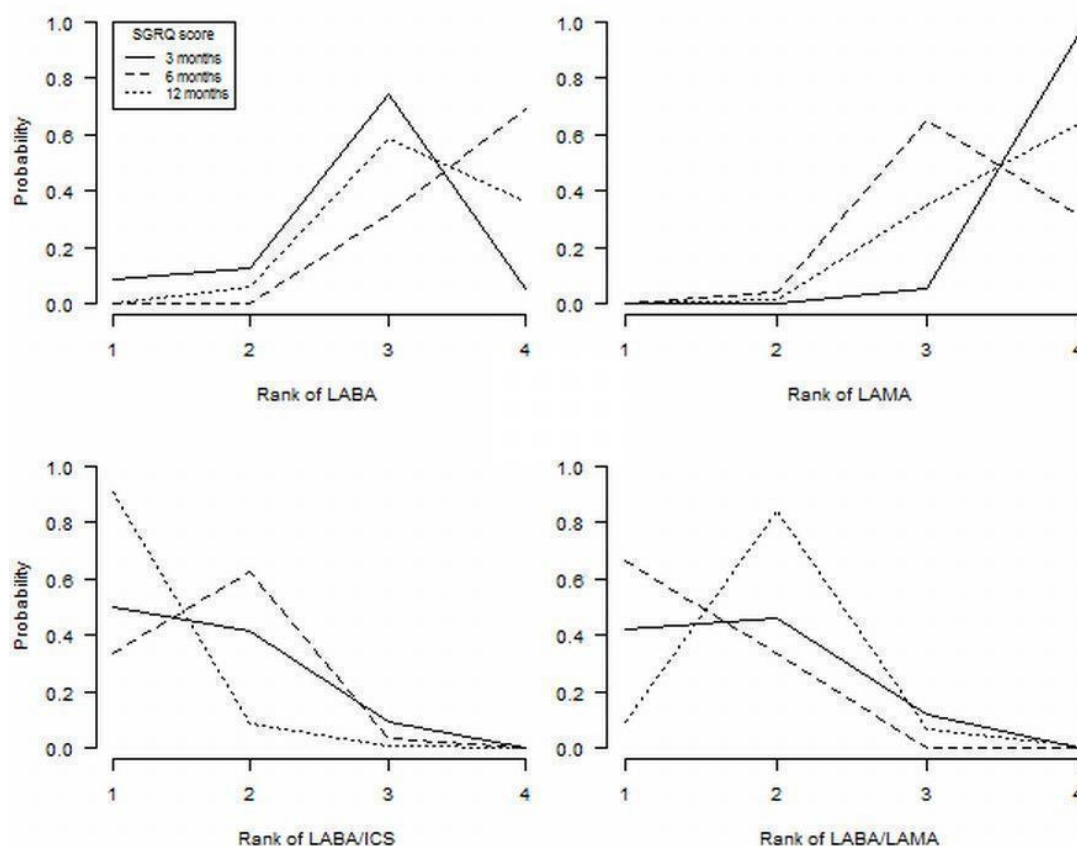 SGRQ score
3 months
6 months
12 months
Probability
1.0
0.8
0.6
0.4
0.2
0.0
1 2 3 4
Rank of LABA
1.0
0.8
0.6
0.4
0.2
0.0
1 2 3 4
Rank of LAMA
Probability
1.0
0.8
0.6
0.4
0.2
0.0
1 2 3 4
Rank of LABA/ICS
1.0
0.8
0.6
0.4
0.2
0.0
1 2 3 4
Rank of LABA/LAMA